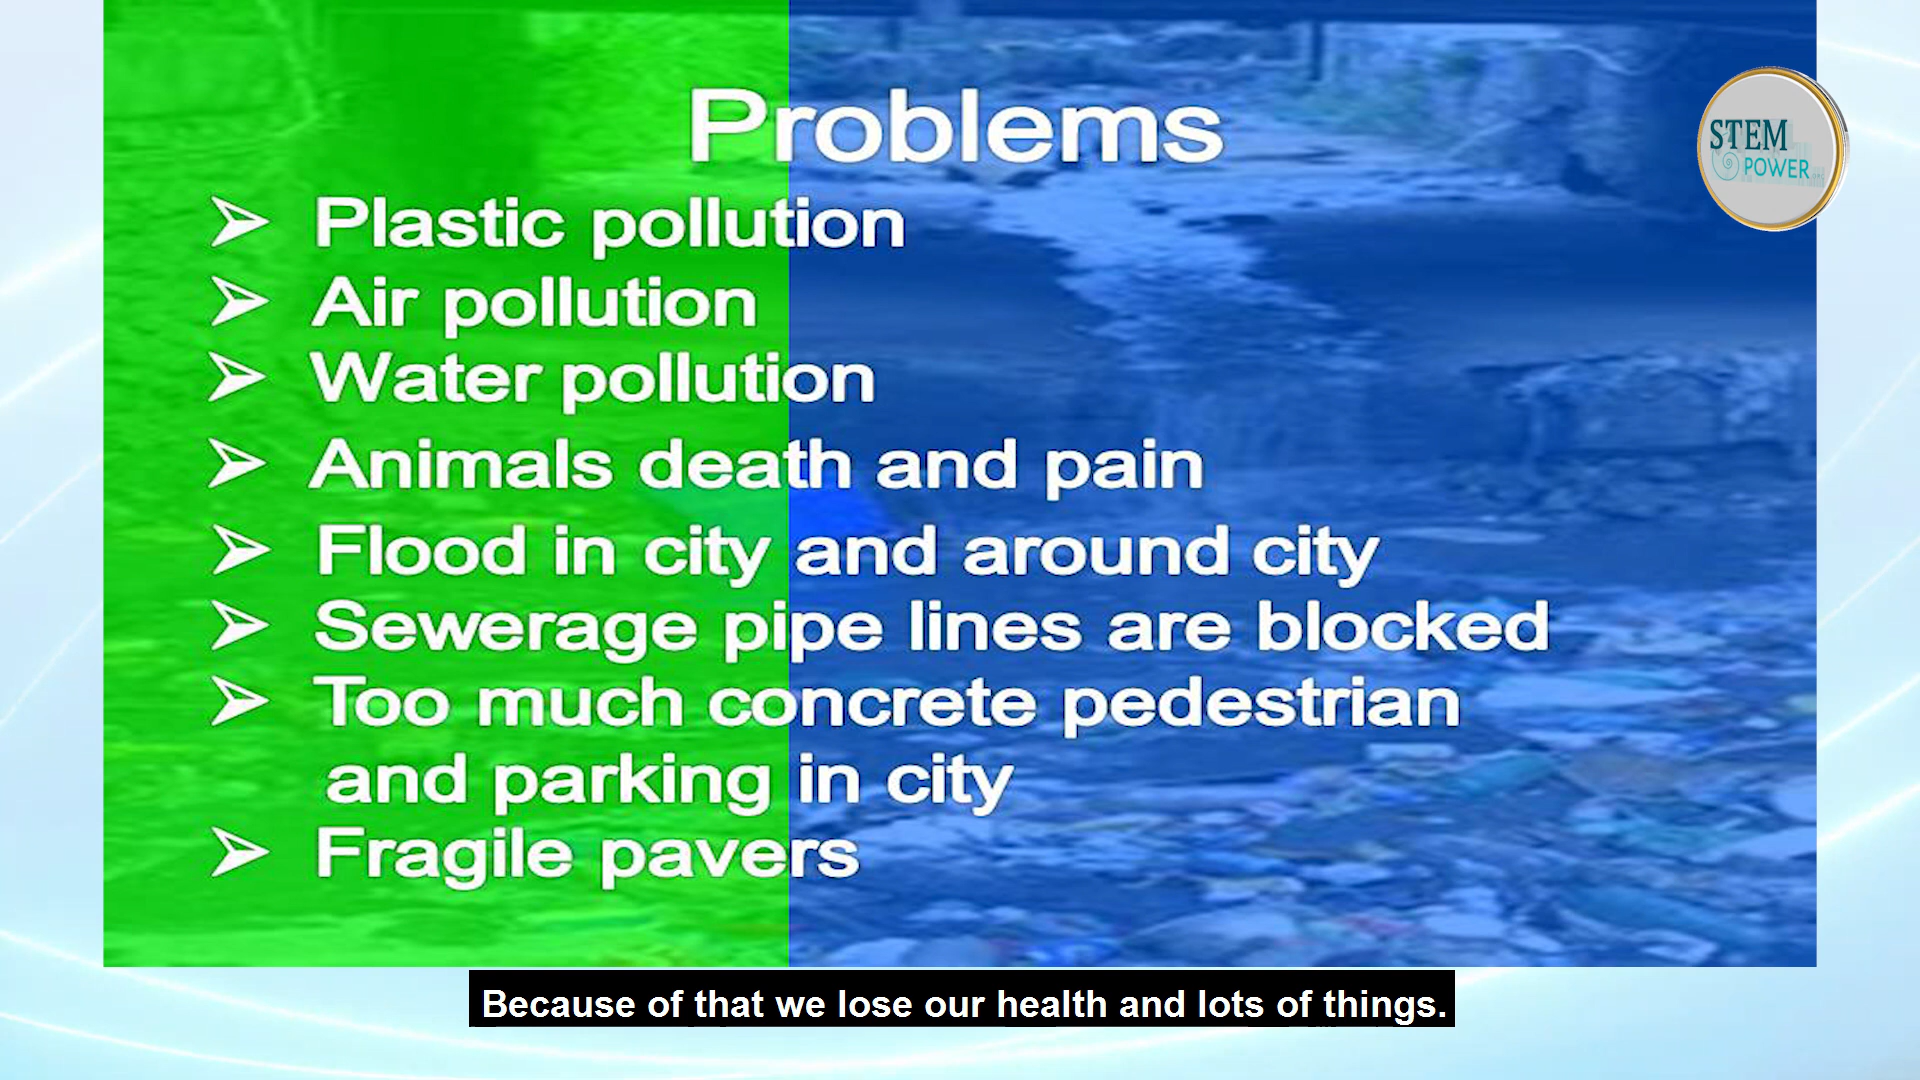 Problems
STEM
POWER
➢ Plastic pollution
➢ Air pollution
➢ Water pollution
➢ Animals death and pain
➢ Flood in city and around city
➢ Sewerage pipe lines are blocked
➢ Too much concrete pedestrian
and parking in city
➢ Fragile pavers
Because of that we lose our health and lots of things.